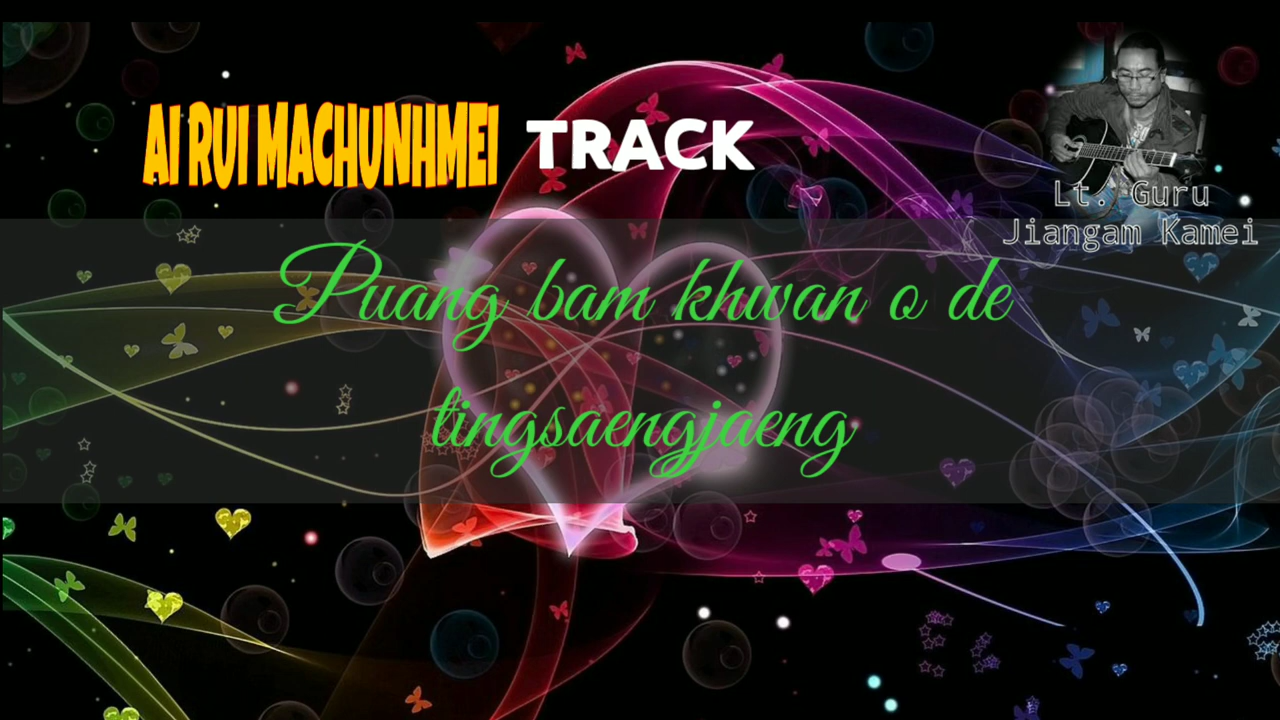 AI RUI MACHUNHMEI TRACK
Lt. Guru
Jiangam Kamei
Puang bam khwan o de
tingsaengjaeng